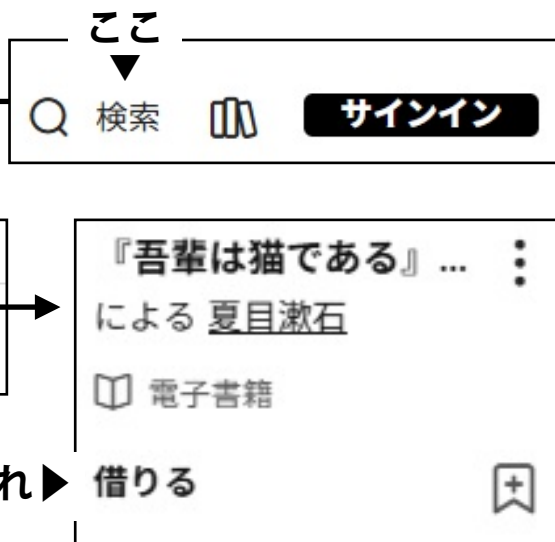 ここ
▼
検索 サインイン
『吾輩は猫である』...
による 夏目漱石
電子書籍
れ▶ 借りる